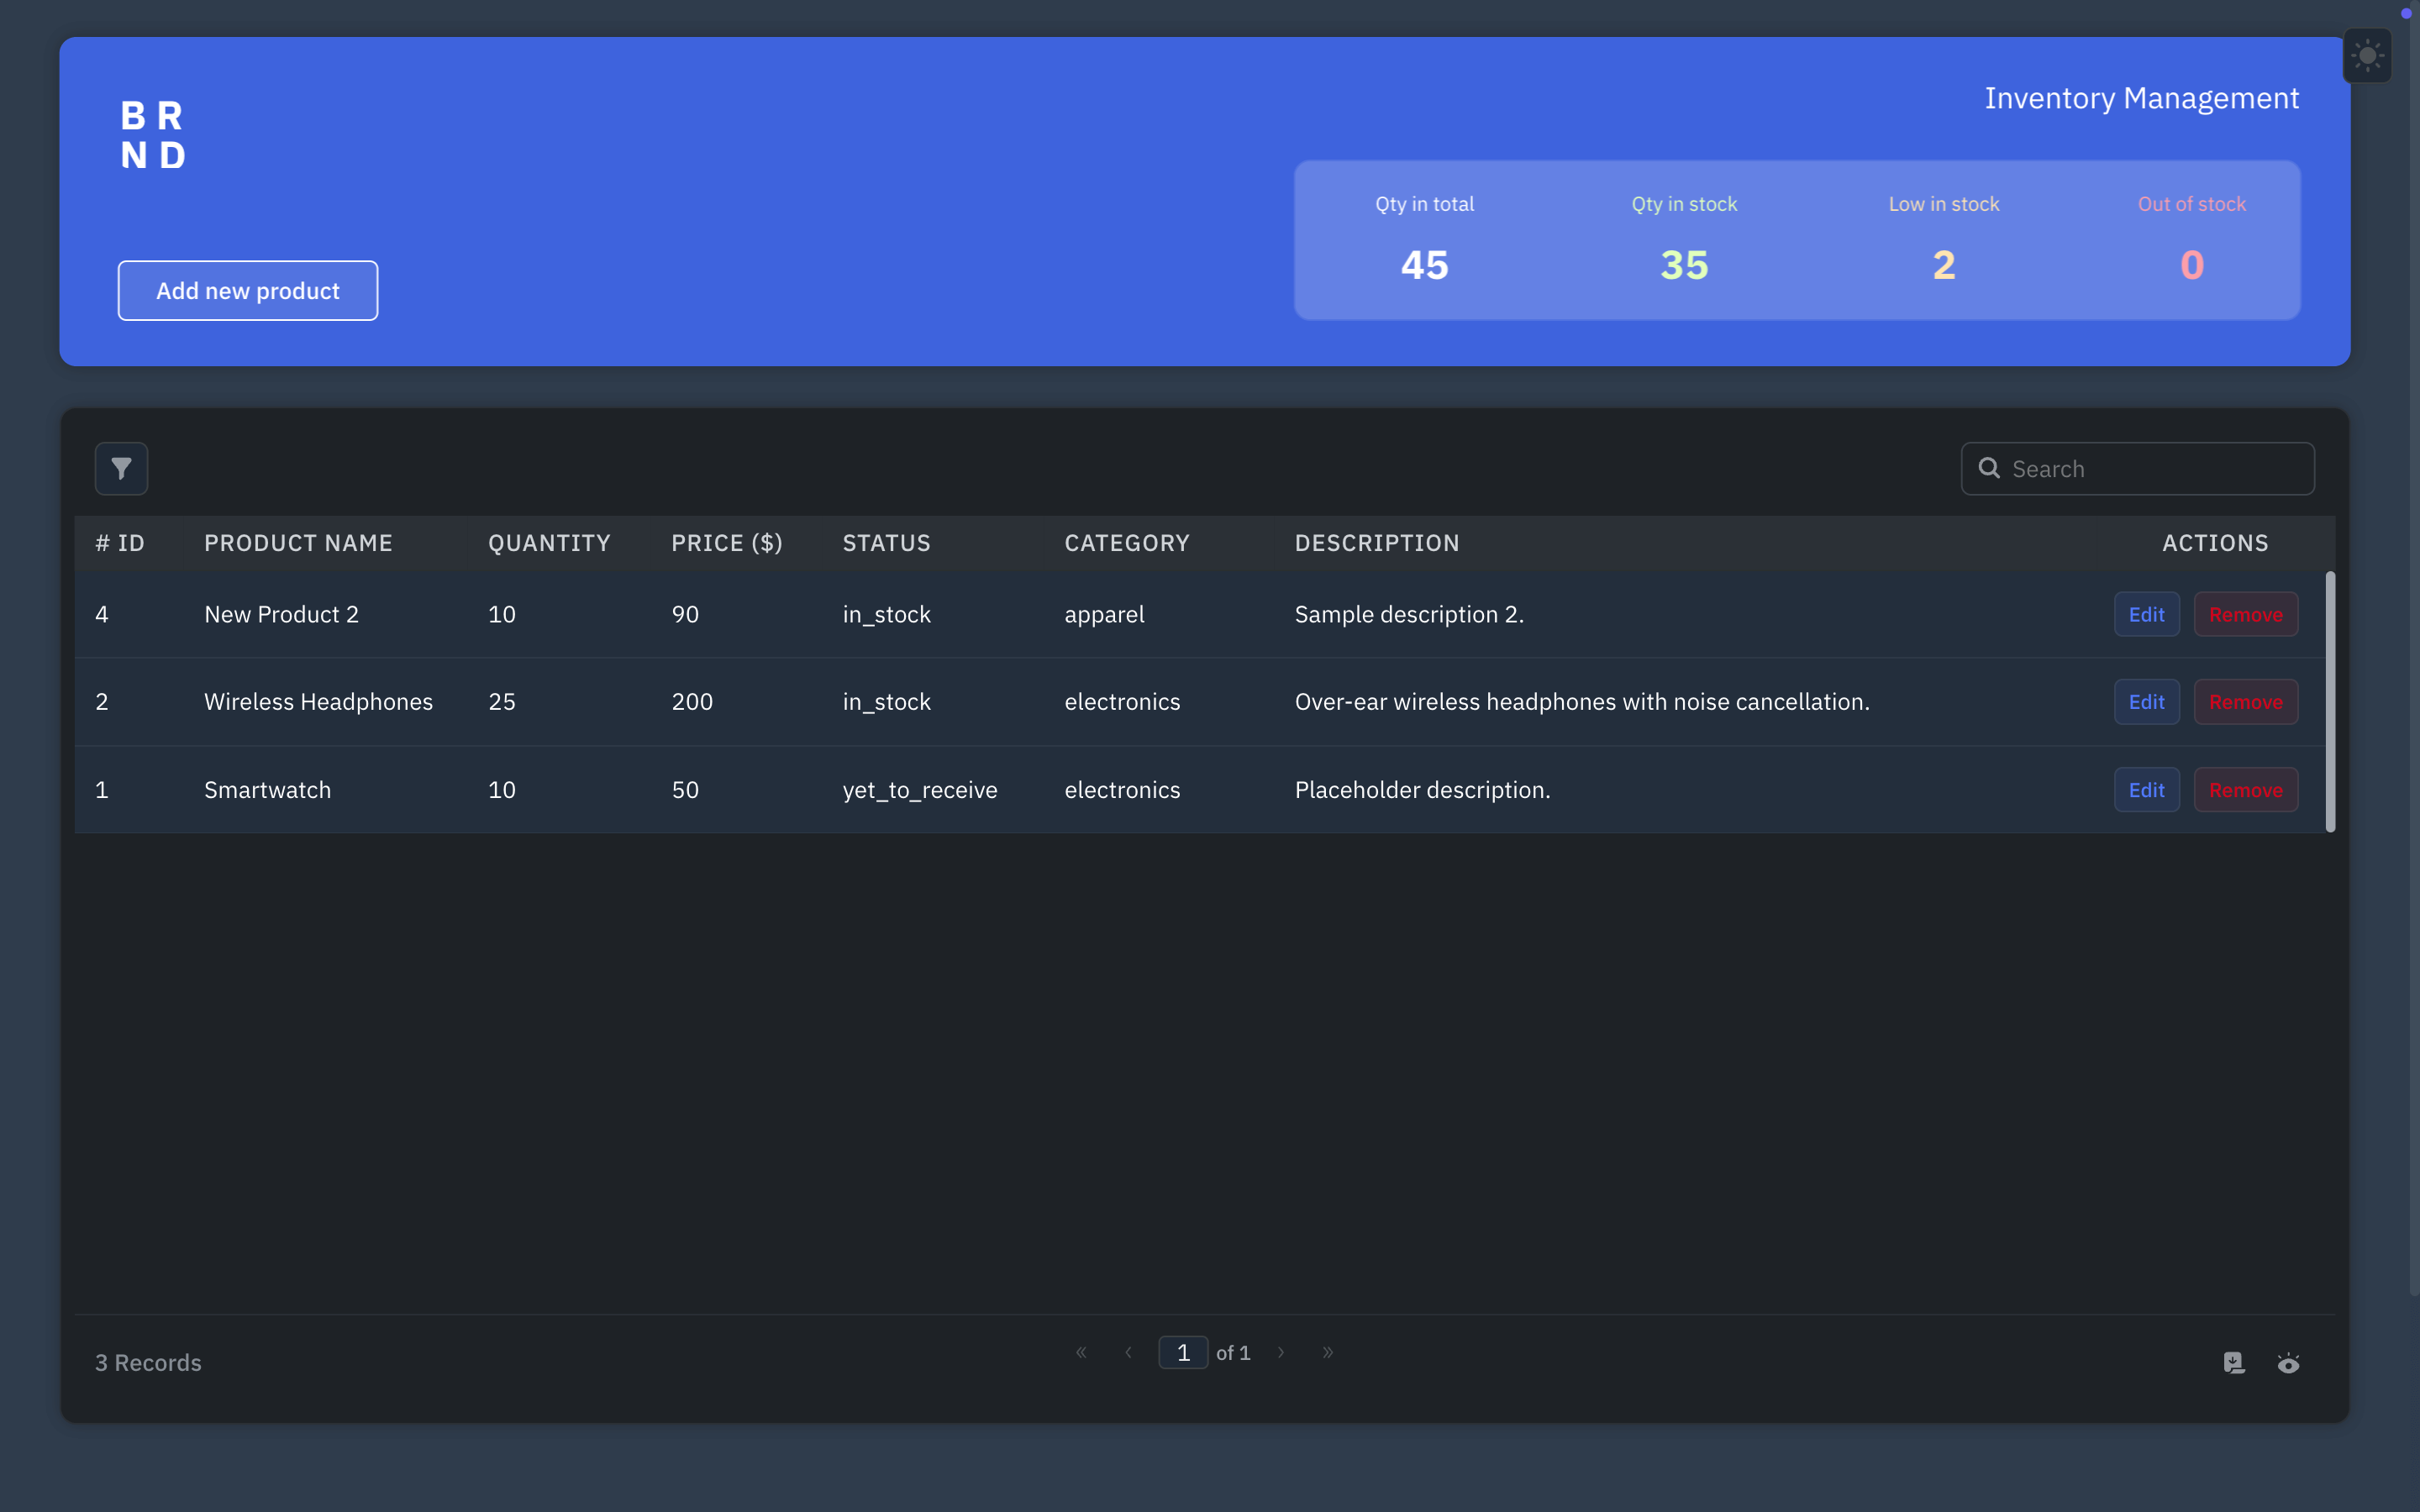 B R
N D
Inventory Management
Qty in total Qty in stock Low in stock Out of stock
45 35 2 0
Add new product
Search
# ID PRODUCT NAME QUANTITY PRICE ($) STATUS CATEGORY DESCRIPTION ACTIONS
4 New Product 2 10 90 in_stock apparel Sample description 2. Edit Remove
2 Wireless Headphones 25 200 in_stock electronics Over-ear wireless headphones with noise cancellation. Edit Remove
1 Smartwatch 10 50 yet_to_receive electronics Placeholder description. Edit Remove
3 Records « ‹ 1 of 1 › »